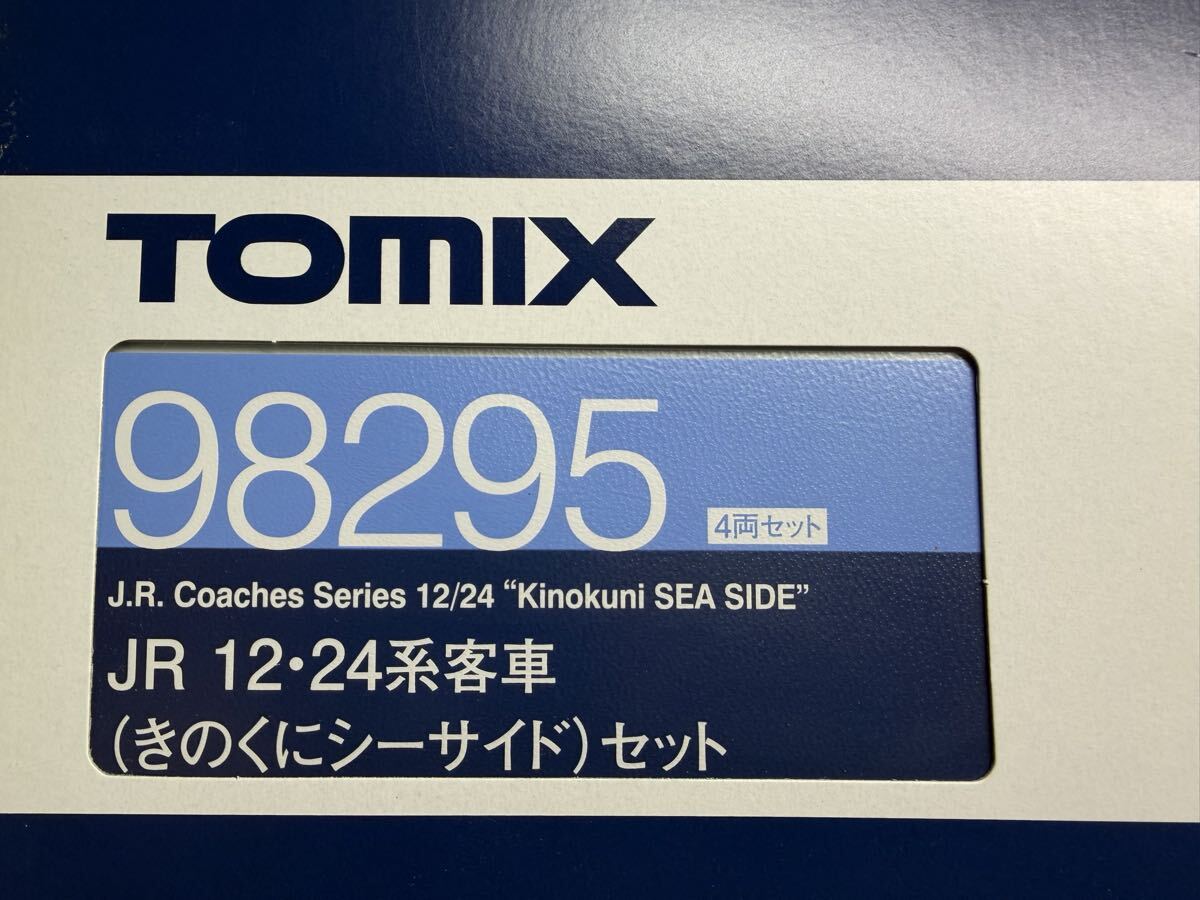 TOMIX
98295 4両セット
J.R. Coaches Series 12/24 “Kinokuni SEA SIDE”
JR 12・24系客車
(きのくにシーサイド)セット